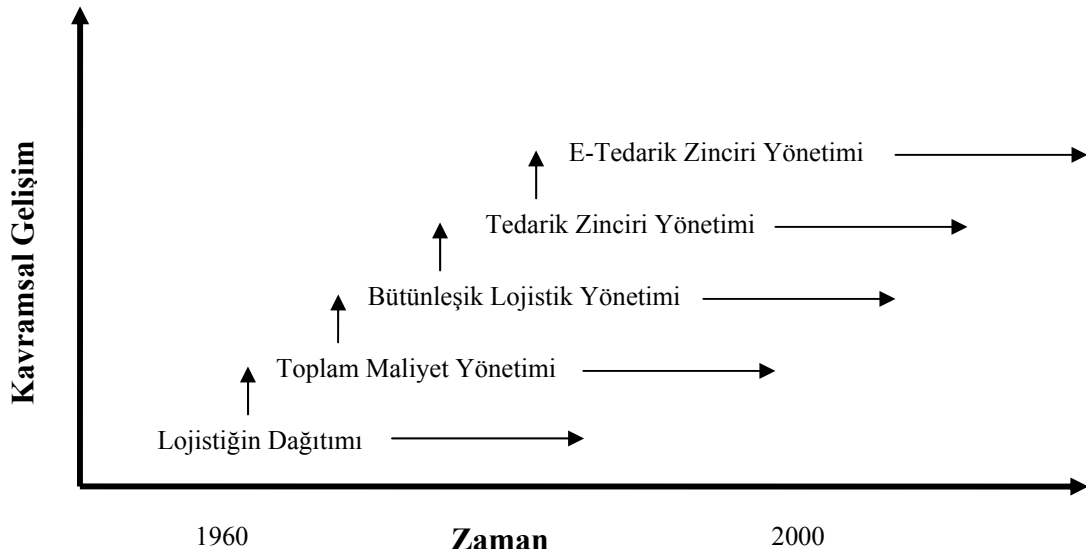 Kavramsal Gelişim
E-Tedarik Zinciri Yönetimi
Tedarik Zinciri Yönetimi
Bütünleşik Lojistik Yönetimi
Toplam Maliyet Yönetimi
Lojistiğin Dağıtımı
1960 Zaman 2000